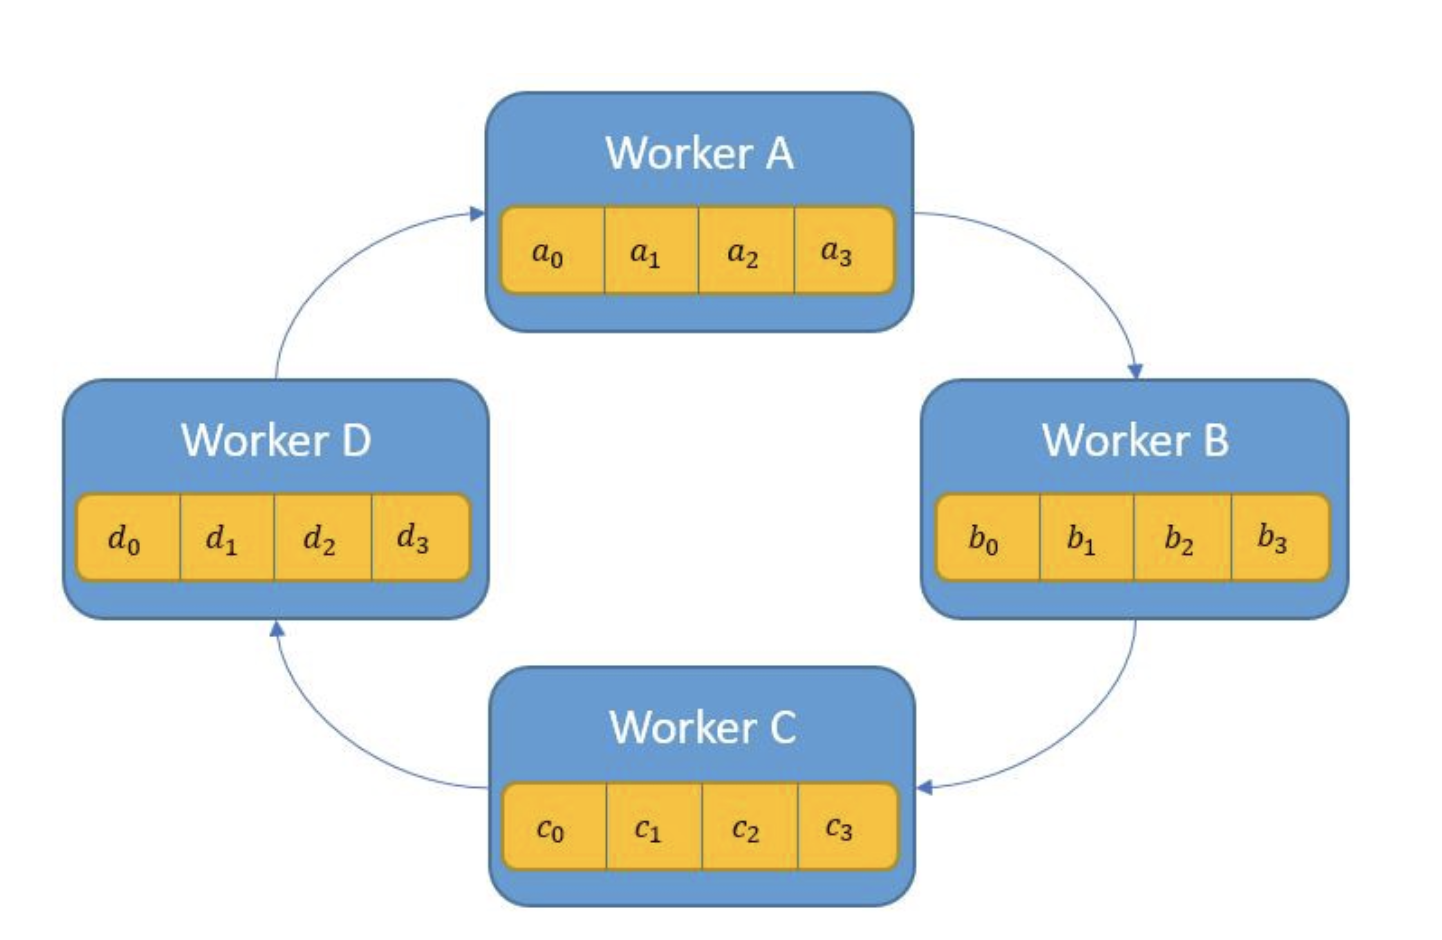 Worker A
a₀ a₁ a₂ a₃
Worker D
d₀ d₁ d₂ d₃
Worker B
b₀ b₁ b₂ b₃
Worker C
c₀ c₁ c₂ c₃